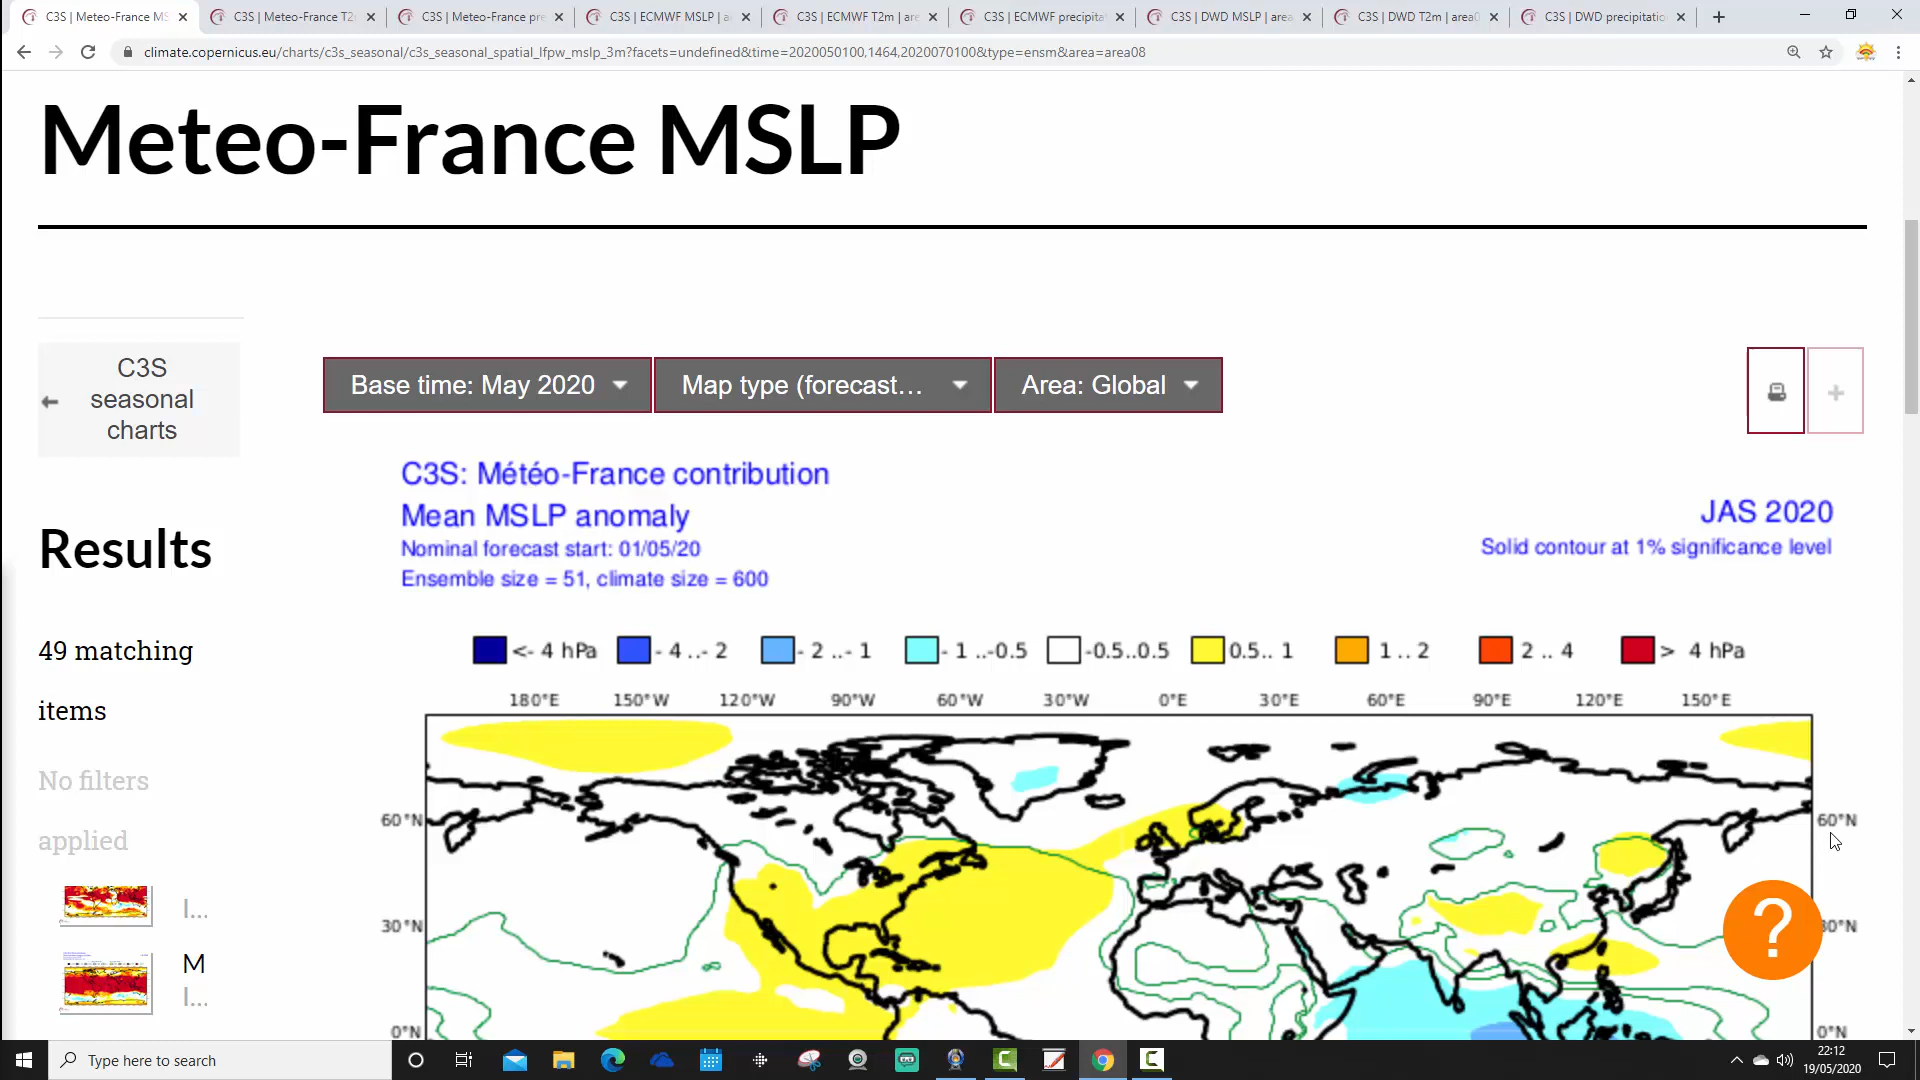 C3S | Meteo-France MS
C3S | Meteo-France T2
C3S | Meteo-France pre
C3S | ECMWF MSLP | a
C3S | ECMWF T2m | are
C3S | ECMWF precipita
C3S | DWD MSLP | area
C3S | DWD T2m | area0
C3S | DWD precipitatio
climate.copernicus.eu/charts/c3s_seasonal/c3s_seasonal_spatial_lfpw_mslp_3m?facets=undefined&time=2020050100,1464,2020070100&type=ensm&area=area08
Meteo-France MSLP
C3S
seasonal
charts
Base time: May 2020
Map type (forecast…
Area: Global
C3S: Météo-France contribution
Mean MSLP anomaly
JAS 2020
Nominal forecast start: 01/05/20
Solid contour at 1% significance level
Ensemble size = 51, climate size = 600
Results
49 matching
items
No filters
applied
I...
M
I...
<- 4 hPa
- 4 ..- 2
- 2 ..- 1
- 1 ..-0.5
-0.5..0.5
0.5.. 1
1 .. 2
2 .. 4
> 4 hPa
180°E 150°W 120°W 90°W 60°W 30°W 0°E 30°E 60°E 90°E 120°E 150°E
60°N 60°N
30°N 30°N
0°N 0°N
?
Type here to search
22:12
19/05/2020